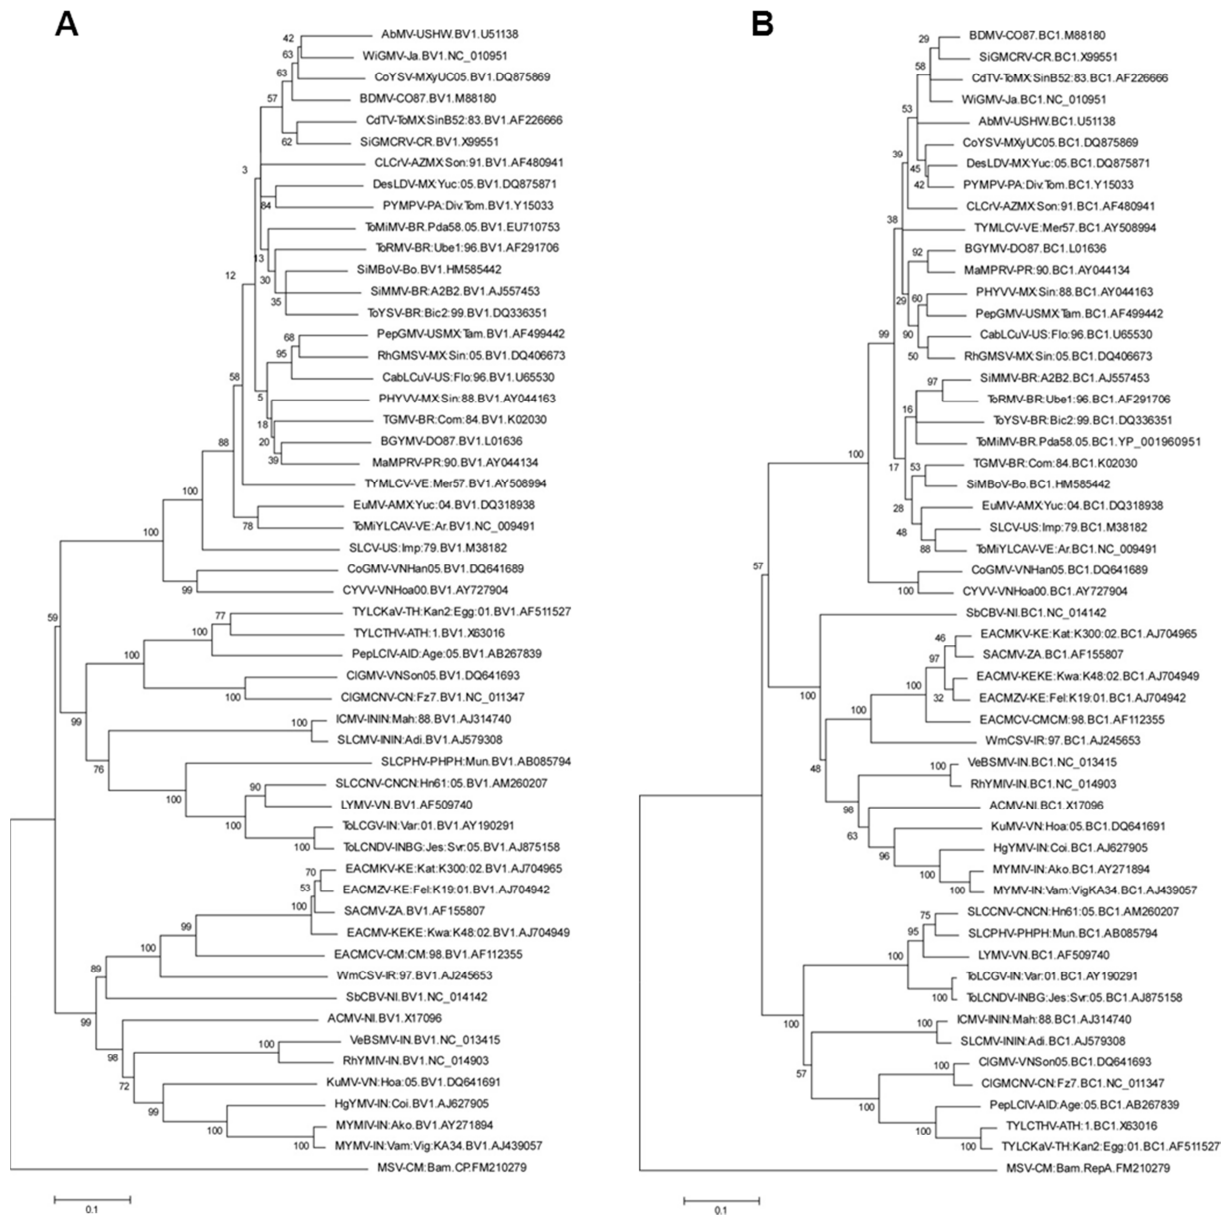 A
AbMV-USHW.BV1.U51138
WiGMV-Ja.BV1.NC_010951
CoYSV-MXyUC05.BV1.DQ875869
BDMV-CO87.BV1.M88180
CdTV-ToMX:SinB52:83.BV1.AF226666
SiGMCRV-CR.BV1.X99551
CLCrV-AZMX:Son:91.BV1.AF480941
DesLDV-MX:Yuc:05.BV1.DQ875871
PYMPV-PA:Div:Tom.BV1.Y15033
ToMiMV-BR.Pda58.05.BV1.EU710753
ToRMV-BR:Ube1:96.BV1.AF291706
SiMBoV-Bo.BV1.HM585442
SiMMV-BR:A2B2.BV1.AJ557453
ToYSV-BR:Bic2:99.BV1.DQ336351
PepGMV-USMX:Tam.BV1.AF499442
RhGMSV-MX:Sin:05.BV1.DQ406673
CabLCuV-US:Flo:96.BV1.U65530
PHYVV-MX:Sin:88.BV1.AY044163
TGMV-BR:Com:84.BV1.K02030
BGYMV-DO87.BV1.L01636
MaMPRV-PR:90.BV1.AY044134
TYMLCV-VE:Mer57.BV1.AY508994
EuMV-AMX:Yuc:04.BV1.DQ318938
ToMiYLCAV-VE:Ar.BV1.NC_009491
SLCV-US:Imp:79.BV1.M38182
CoGMV-VNHan05.BV1.DQ641689
CYVV-VNHoa00.BV1.AY727904
TYLCKaV-TH:Kan2:Egg:01.BV1.AF511527
TYLCTHV-ATH:1.BV1.X63016
PepLCIV-AID:Age:05.BV1.AB267839
ClGMV-VNSon05.BV1.DQ641693
ClGMCNV-CN:Fz7.BV1.NC_011347
ICMV-ININ:Mah:88.BV1.AJ314740
SLCMV-ININ:Adi.BV1.AJ579308
SLCPHV-PHPH:Mun.BV1.AB085794
SLCCNV-CNCN:Hn61:05.BV1.AM260207
LYMV-VN.BV1.AF509740
ToLCGV-IN:Var:01.BV1.AY190291
ToLCNDV-INBG:Jes:Svr:05.BV1.AJ875158
EACMKV-KE:Kat:K300:02.BV1.AJ704965
EACMZV-KE:Fel:K19:01.BV1.AJ704942
SACMV-ZA.BV1.AF155807
EACMV-KEKE:Kwa:K48:02.BV1.AJ704949
EACMCV-CM:CM:98.BV1.AF112355
WmCSV-IR:97.BV1.AJ245653
SbCBV-NI.BV1.NC_014142
ACMV-NI.BV1.X17096
VeBSMV-IN.BV1.NC_013415
RhYMIV-IN.BV1.NC_014903
KuMV-VN:Hoa:05.BV1.DQ641691
HgYMV-IN:Coi.BV1.AJ627905
MYMIV-IN:Ako.BV1.AY271894
MYMV-IN:Vam:Vig:KA34.BV1.AJ439057
MSV-CM:Bam.CP.FM210279
42
63
63
57
62
3
84
13
30
35
12
68
95
58
5
18
20
39
88
78
100
100
99
59
77
100
100
100
99
100
76
90
100
100
100
70
53
100
99
100
89
99
98
100
72
99
100
100
0.1
B
BDMV-CO87.BC1.M88180
SiGMCRV-CR.BC1.X99551
CdTV-ToMX:SinB52:83.BC1.AF226666
WiGMV-Ja.BC1.NC_010951
AbMV-USHW.BC1.U51138
CoYSV-MXyUC05.BC1.DQ875869
DesLDV-MX:Yuc:05.BC1.DQ875871
PYMPV-PA:Div:Tom.BC1.Y15033
CLCrV-AZMX:Son:91.BC1.AF480941
TYMLCV-VE:Mer57.BC1.AY508994
BGYMV-DO87.BC1.L01636
MaMPRV-PR:90.BC1.AY044134
PHYVV-MX:Sin:88.BC1.AY044163
PepGMV-USMX:Tam.BC1.AF499442
CabLCuV-US:Flo:96.BC1.U65530
RhGMSV-MX:Sin:05.BC1.DQ406673
SiMMV-BR:A2B2.BC1.AJ557453
ToRMV-BR:Ube1:96.BC1.AF291706
ToYSV-BR:Bic2:99.BC1.DQ336351
ToMiMV-BR.Pda58.05.BC1.YP_001960951
TGMV-BR:Com:84.BC1.K02030
SiMBoV-Bo.BC1.HM585442
EuMV-AMX:Yuc:04.BC1.DQ318938
SLCV-US:Imp:79.BC1.M38182
ToMiYLCAV-VE:Ar.BC1.NC_009491
CoGMV-VNHan05.BC1.DQ641689
CYVV-VNHoa00.BC1.AY727904
SbCBV-NI.BC1.NC_014142
EACMKV-KE:Kat:K300:02.BC1.AJ704965
SACMV-ZA.BC1.AF155807
EACMV-KEKE:Kwa:K48:02.BC1.AJ704949
EACMZV-KE:Fel:K19:01.BC1.AJ704942
EACMCV-CMCM:98.BC1.AF112355
WmCSV-IR:97.BC1.AJ245653
VeBSMV-IN.BC1.NC_013415
RhYMIV-IN.BC1.NC_014903
ACMV-NI.BC1.X17096
KuMV-VN:Hoa:05.BC1.DQ641691
HgYMV-IN:Coi.BC1.AJ627905
MYMIV-IN:Ako.BC1.AY271894
MYMV-IN:Vam:VigKA34.BC1.AJ439057
SLCCNV-CNCN:Hn61:05.BC1.AM260207
SLCPHV-PHPH:Mun.BC1.AB085794
LYMV-VN.BC1.AF509740
ToLCGV-IN:Var:01.BC1.AY190291
ToLCNDV-INBG:Jes:Svr:05.BC1.AJ875158
ICMV-ININ:Mah:88.BC1.AJ314740
SLCMV-ININ:Adi.BC1.AJ579308
ClGMV-VNSon05.BC1.DQ641693
ClGMCNV-CN:Fz7.BC1.NC_011347
PepLCIV-AID:Age:05.BC1.AB267839
TYLCTHV-ATH:1.BC1.X63016
TYLCKaV-TH:Kan2:Egg:01.BC1.AF511527
MSV-CM:Bam.RepA.FM210279
29
58
53
39
45
42
38
92
29
60
90
50
99
97
16
17
53
28
48
88
100
100
57
46
97
32
100
100
100
48
100
98
63
96
100
100
75
95
100
100
100
100
57
100
100
100
100
0.1